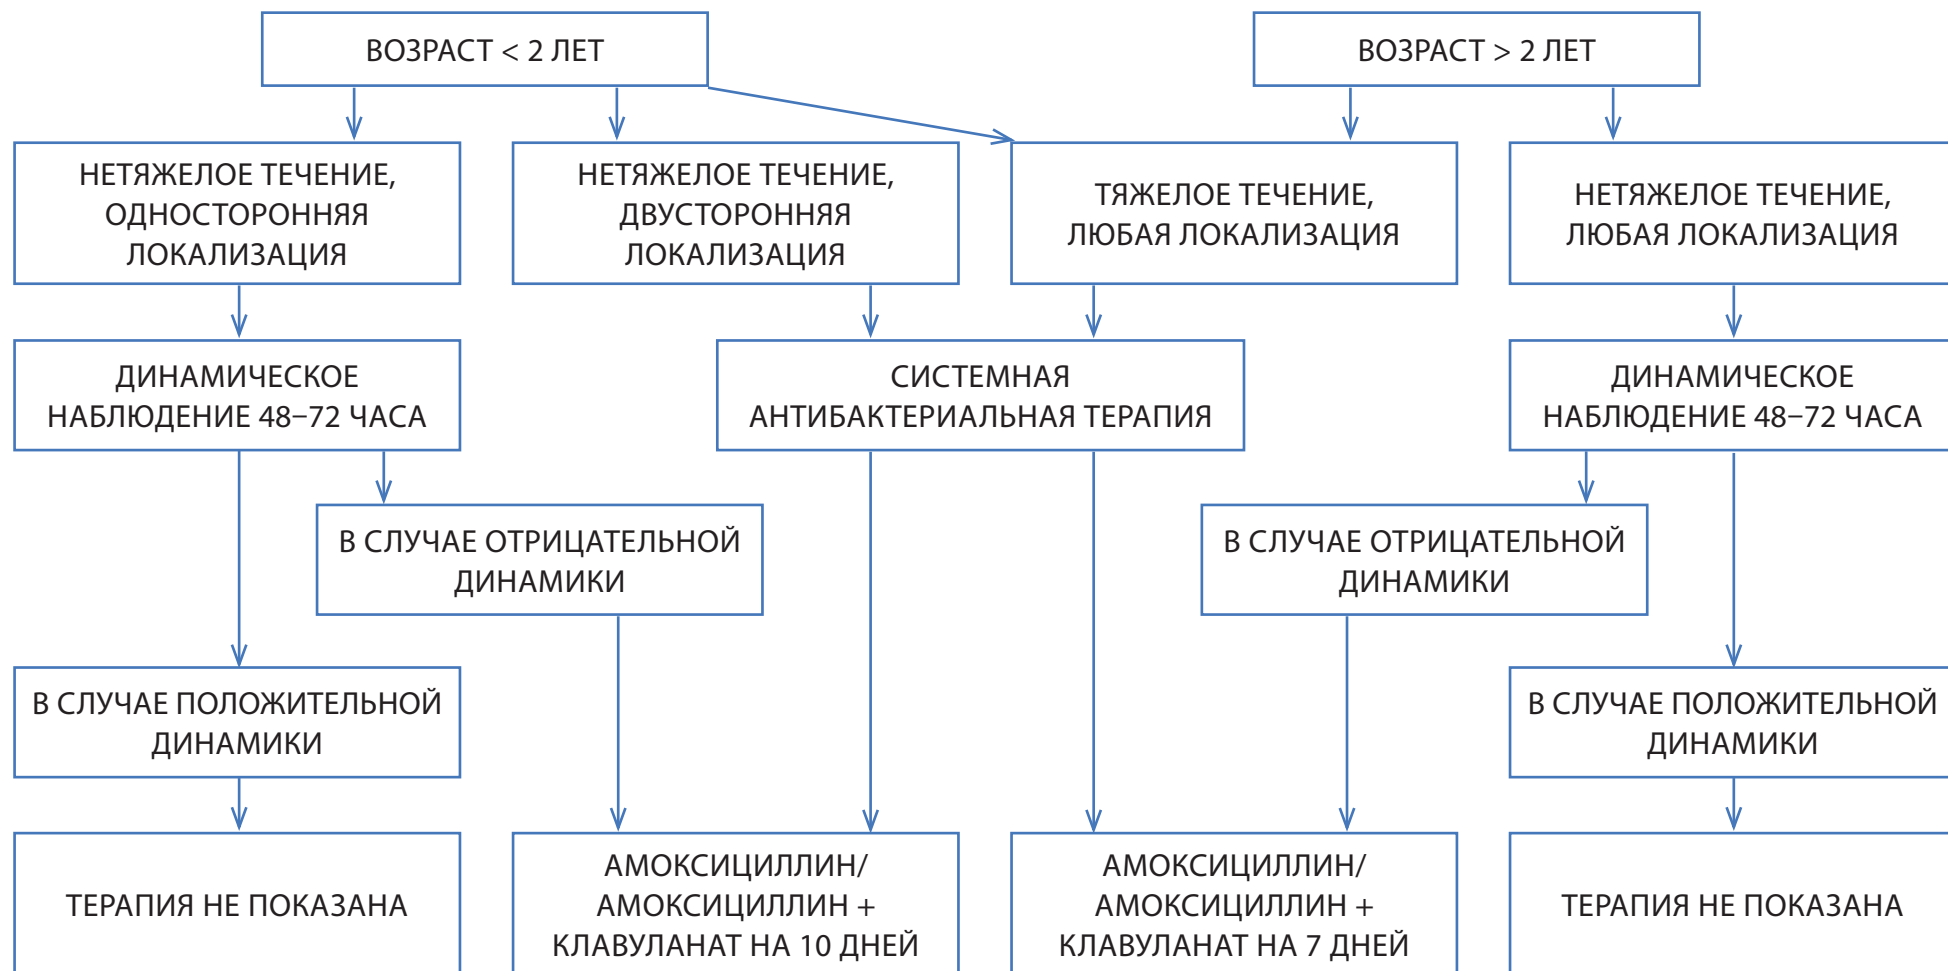 ВОЗРАСТ < 2 ЛЕТ
ВОЗРАСТ > 2 ЛЕТ
НЕТЯЖЕЛОЕ ТЕЧЕНИЕ,
ОДНОСТОРОННЯЯ
ЛОКАЛИЗАЦИЯ
НЕТЯЖЕЛОЕ ТЕЧЕНИЕ,
ДВУСТОРОННЯЯ
ЛОКАЛИЗАЦИЯ
ТЯЖЕЛОЕ ТЕЧЕНИЕ,
ЛЮБАЯ ЛОКАЛИЗАЦИЯ
НЕТЯЖЕЛОЕ ТЕЧЕНИЕ,
ЛЮБАЯ ЛОКАЛИЗАЦИЯ
ДИНАМИЧЕСКОЕ
НАБЛЮДЕНИЕ 48–72 ЧАСА
СИСТЕМНАЯ
АНТИБАКТЕРИАЛЬНАЯ ТЕРАПИЯ
ДИНАМИЧЕСКОЕ
НАБЛЮДЕНИЕ 48–72 ЧАСА
В СЛУЧАЕ ОТРИЦАТЕЛЬНОЙ
ДИНАМИКИ
В СЛУЧАЕ ОТРИЦАТЕЛЬНОЙ
ДИНАМИКИ
В СЛУЧАЕ ПОЛОЖИТЕЛЬНОЙ
ДИНАМИКИ
В СЛУЧАЕ ПОЛОЖИТЕЛЬНОЙ
ДИНАМИКИ
ТЕРАПИЯ НЕ ПОКАЗАНА
АМОКСИЦИЛЛИН/
АМОКСИЦИЛЛИН +
КЛАВУЛАНАТ НА 10 ДНЕЙ
АМОКСИЦИЛЛИН/
АМОКСИЦИЛЛИН +
КЛАВУЛАНАТ НА 7 ДНЕЙ
ТЕРАПИЯ НЕ ПОКАЗАНА